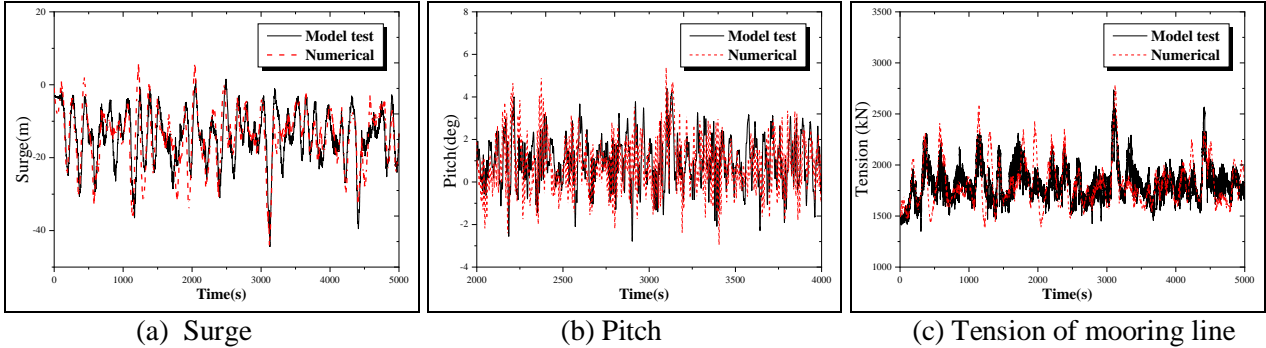 20
0
-20
-40
Surge(m)
0
1000
2000
3000
4000
5000
Time(s)
Model test
Numerical
(a) Surge
8
6
4
2
0
-2
-4
Pitch(deg)
2000
2500
3000
3500
4000
Time(s)
Model test
Numerical
(b) Pitch
3500
3000
2500
2000
1500
1000
Tension (kN)
0
1000
2000
3000
4000
5000
Time(s)
Model test
Numerical
(c) Tension of mooring line